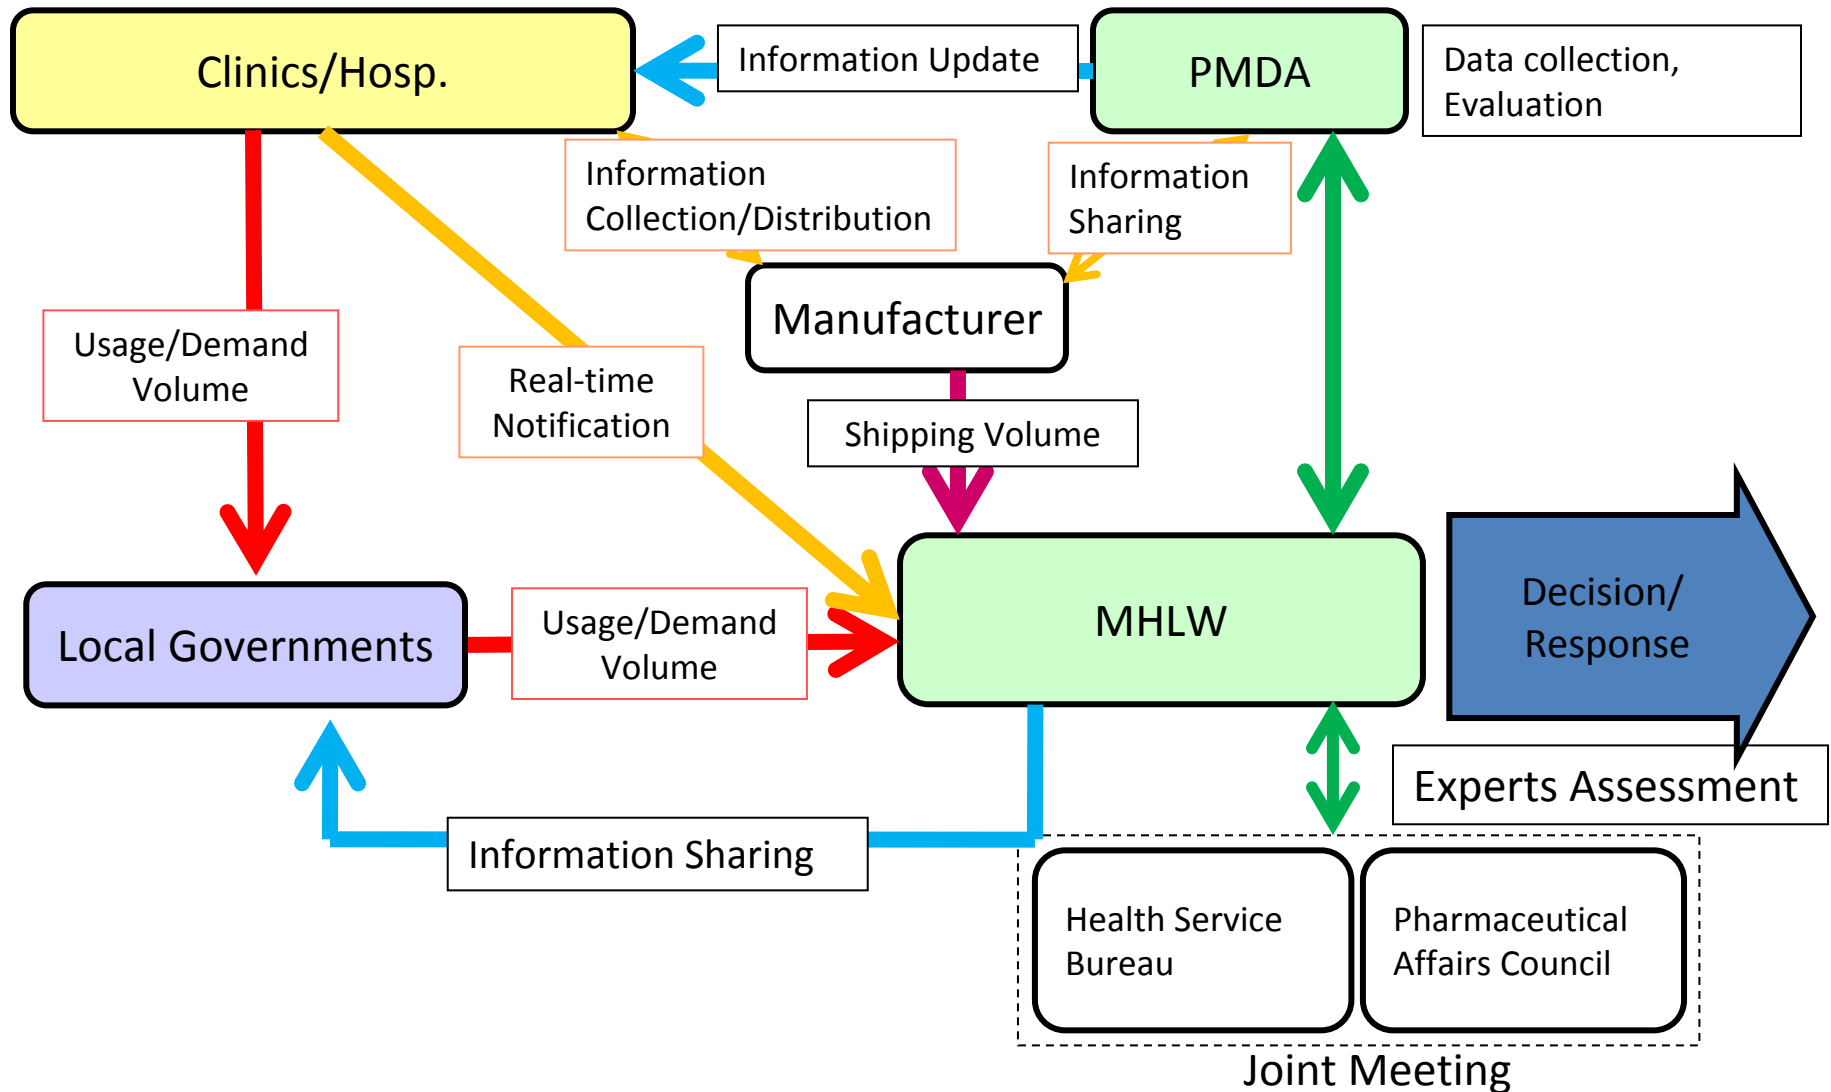 Clinics/Hosp.
Information Update
PMDA
Data collection,
Evaluation
Information
Collection/Distribution
Information
Sharing
Manufacturer
Usage/Demand
Volume
Real-time
Notification
Shipping Volume
Local Governments
Usage/Demand
Volume
MHLW
Decision/
Response
Experts Assessment
Information Sharing
Health Service
Bureau
Pharmaceutical
Affairs Council
Joint Meeting